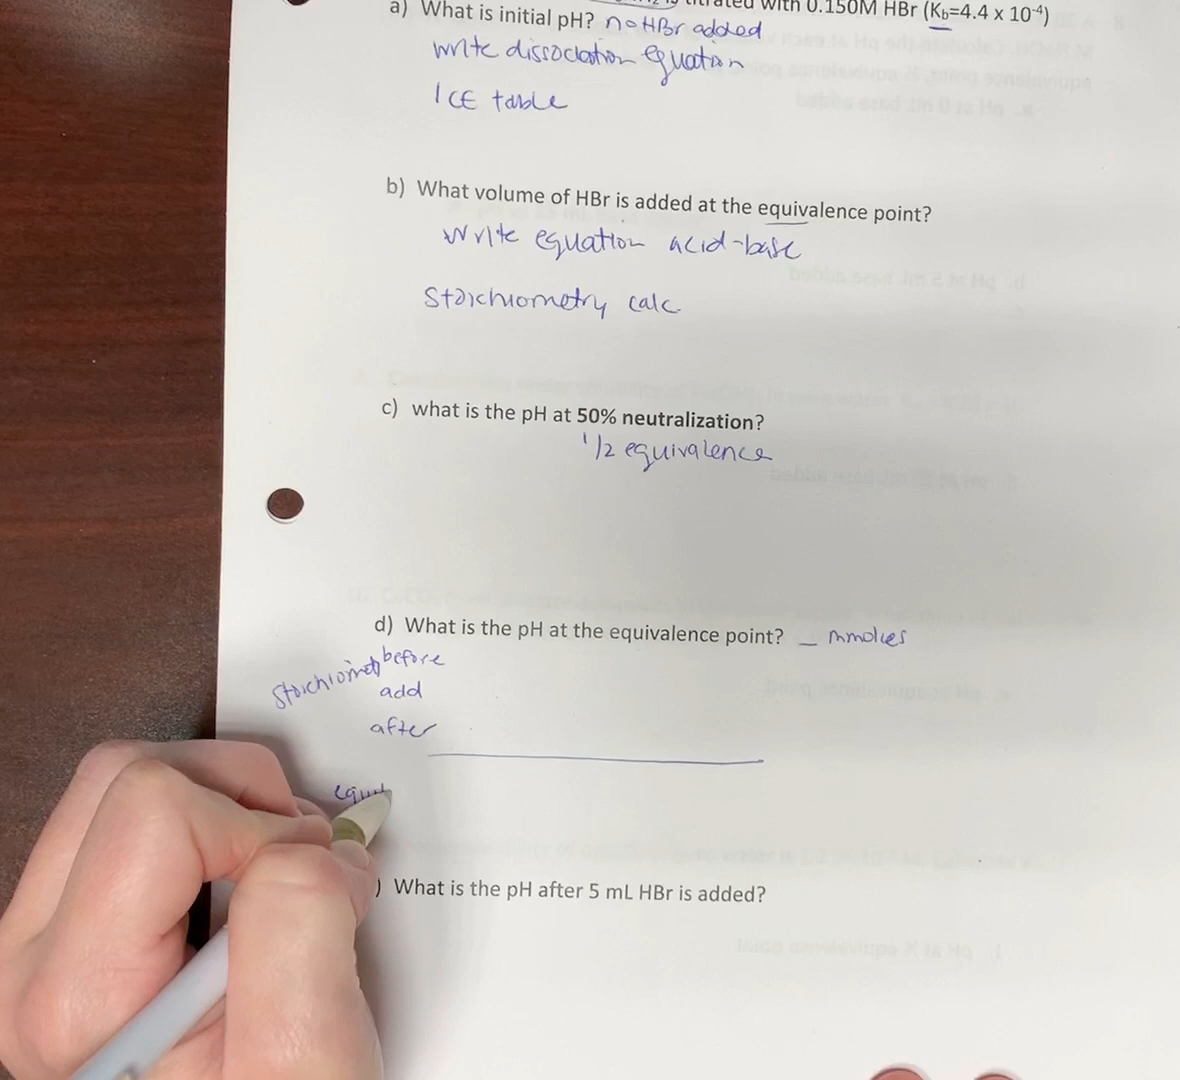 titrated with 0.150M HBr (Kb=4.4 x 10⁻⁴)
a) What is initial pH? no HBr added
write dissociation equation
ICE table
b) What volume of HBr is added at the equivalence point?
write equation acid-base
Stoichiometry calc
c) what is the pH at 50% neutralization?
1/2 equivalence
d) What is the pH at the equivalence point? _ mmoles
before
add
after
) What is the pH after 5 mL HBr is added?